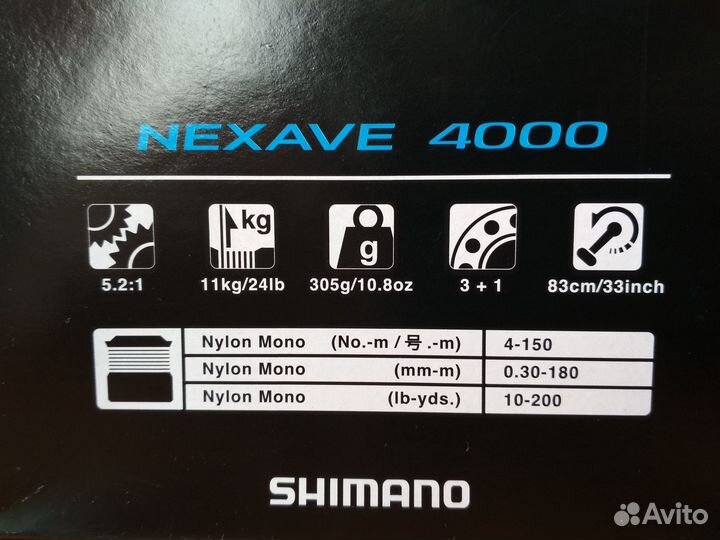 NEXAVE 4000
kg
g
5.2:1 11kg/24lb 305g/10.8oz 3 + 1 83cm/33inch
Nylon Mono (No.-m / 号 .-m) 4-150
Nylon Mono (mm-m) 0.30-180
Nylon Mono (lb-yds.) 10-200
SHIMANO
Avito